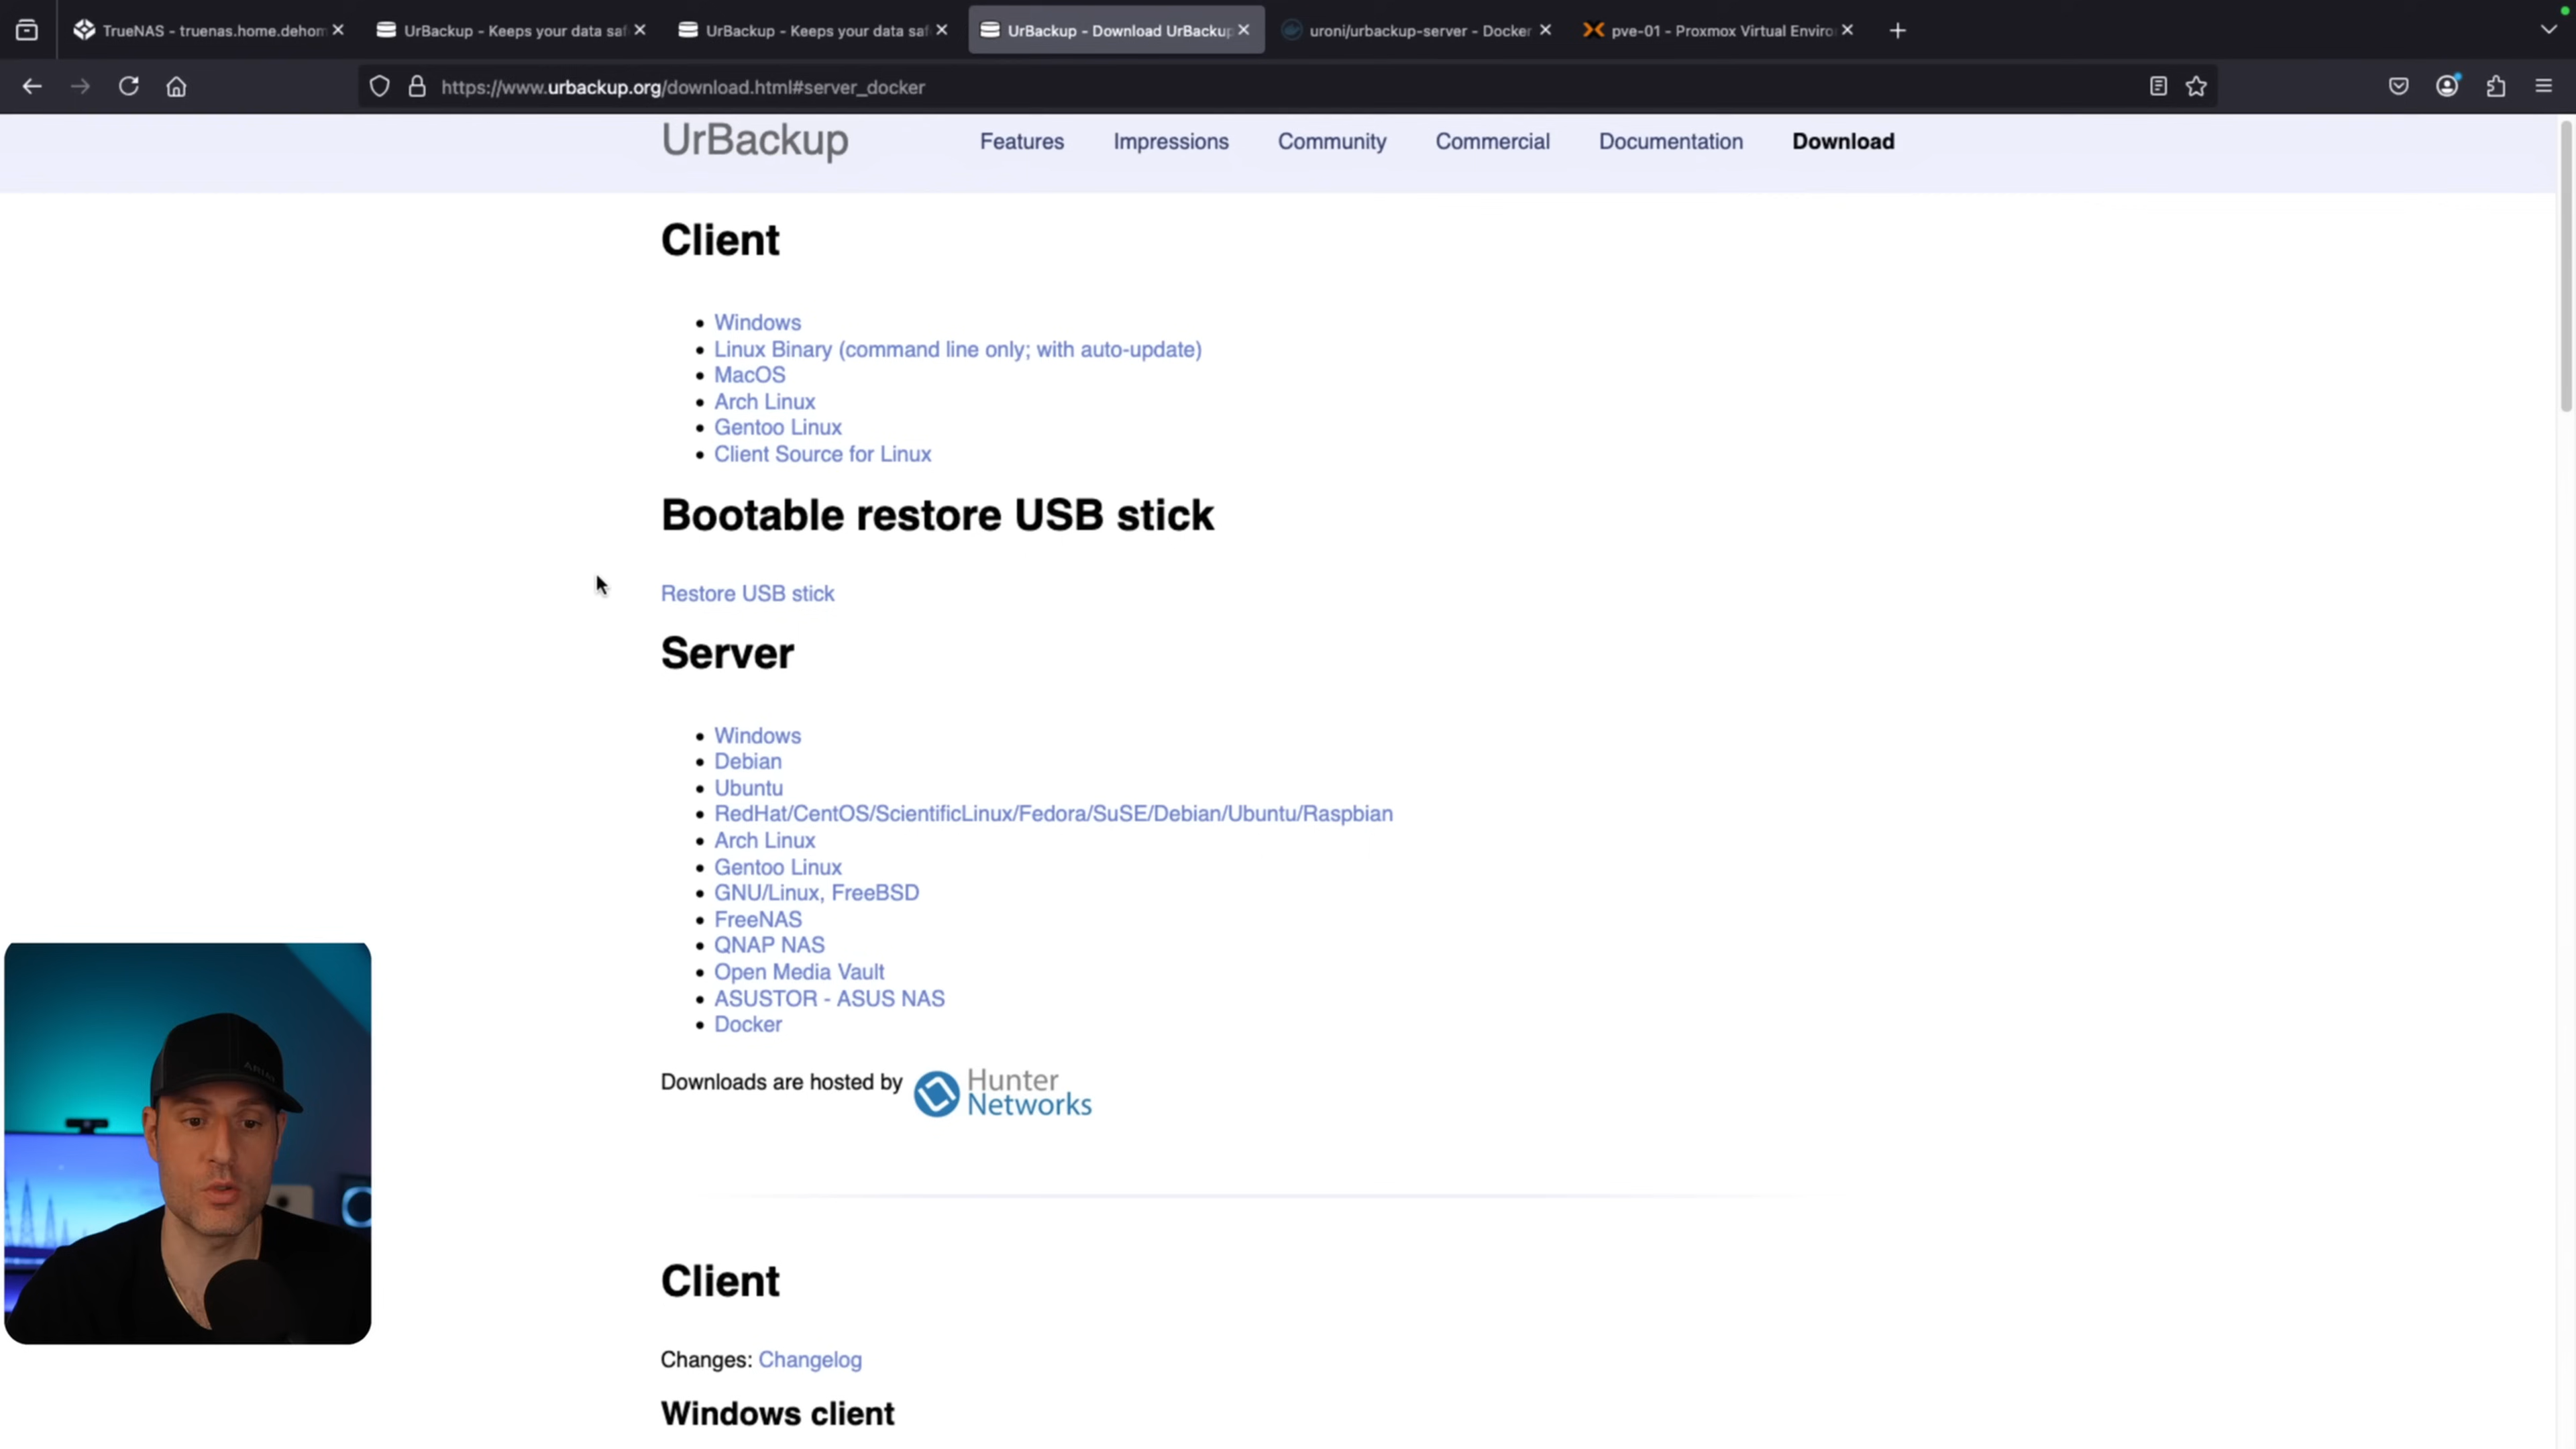 TrueNAS - truenas.home.dehom
UrBackup - Keeps your data saf
UrBackup - Keeps your data saf
UrBackup - Download UrBackup
uroni/urbackup-server - Docker
pve-01 - Proxmox Virtual Enviro
https://www.urbackup.org/download.html#server_docker
UrBackup
Features
Impressions
Community
Commercial
Documentation
Download
Client
Windows
Linux Binary (command line only; with auto-update)
MacOS
Arch Linux
Gentoo Linux
Client Source for Linux
Bootable restore USB stick
Restore USB stick
Server
Windows
Debian
Ubuntu
RedHat/CentOS/ScientificLinux/Fedora/SuSE/Debian/Ubuntu/Raspbian
Arch Linux
Gentoo Linux
GNU/Linux, FreeBSD
FreeNAS
QNAP NAS
Open Media Vault
ASUSTOR - ASUS NAS
Docker
Downloads are hosted by
Hunter
Networks
Client
Changes: Changelog
Windows client